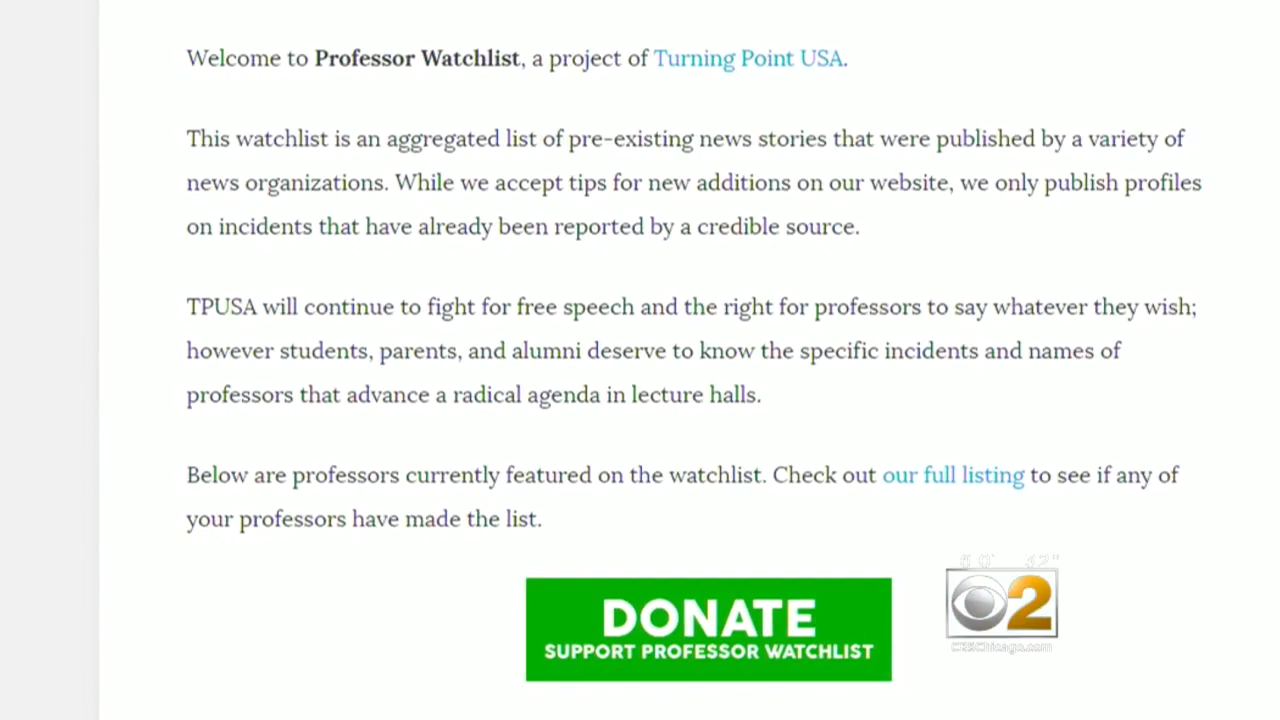 Welcome to Professor Watchlist, a project of Turning Point USA.
This watchlist is an aggregated list of pre-existing news stories that were published by a variety of
news organizations. While we accept tips for new additions on our website, we only publish profiles
on incidents that have already been reported by a credible source.
TPUSA will continue to fight for free speech and the right for professors to say whatever they wish;
however students, parents, and alumni deserve to know the specific incidents and names of
professors that advance a radical agenda in lecture halls.
Below are professors currently featured on the watchlist. Check out our full listing to see if any of
your professors have made the list.
DONATE
SUPPORT PROFESSOR WATCHLIST
2
CBSChicago.com